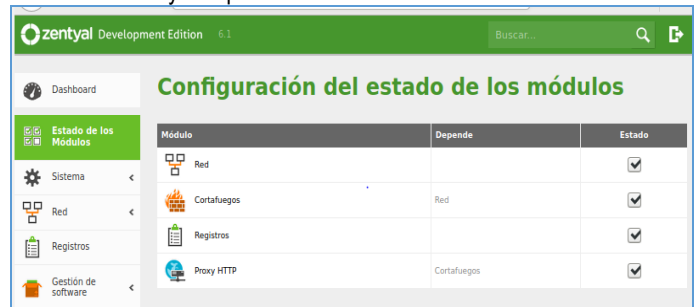 zentyal Development Edition 6.1 Buscar...
Dashboard
Configuración del estado de los módulos
Estado de los
Módulos
Módulo Depende Estado
Red
Sistema
Cortafuegos Red
Red
Registros
Registros
Proxy HTTP Cortafuegos
Gestión de
software